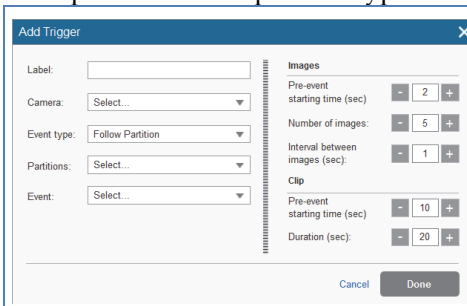 Add Trigger
Label:
Camera: Select...
Event type: Follow Partition
Partitions: Select...
Event: Select...
Images
Pre-event
starting time (sec) - 2 +
Number of images: - 5 +
Interval between
images (sec): - 1 +
Clip
Pre-event
starting time (sec) - 10 +
Duration (sec): - 20 +
Cancel Done